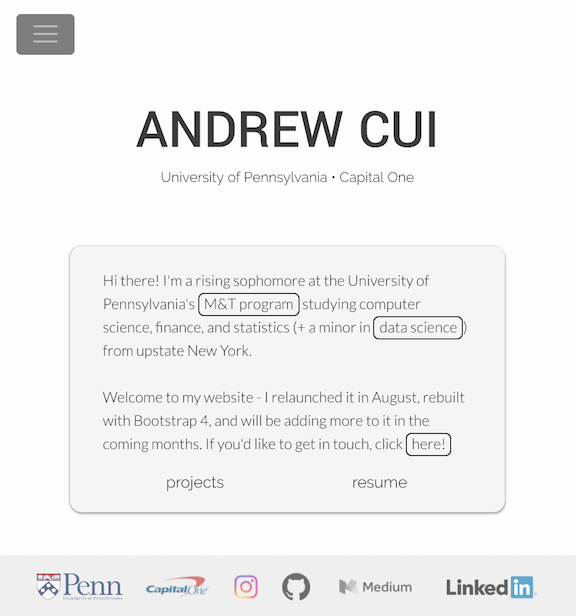 ANDREW CUI
University of Pennsylvania • Capital One
Hi there! I'm a rising sophomore at the University of
Pennsylvania's M&T program studying computer
science, finance, and statistics (+ a minor in data science)
from upstate New York.
Welcome to my website - I relaunched it in August, rebuilt
with Bootstrap 4, and will be adding more to it in the
coming months. If you'd like to get in touch, click here!
projects resume
Penn CapitalOne Medium LinkedIn
UNIVERSITY OF PENNSYLVANIA